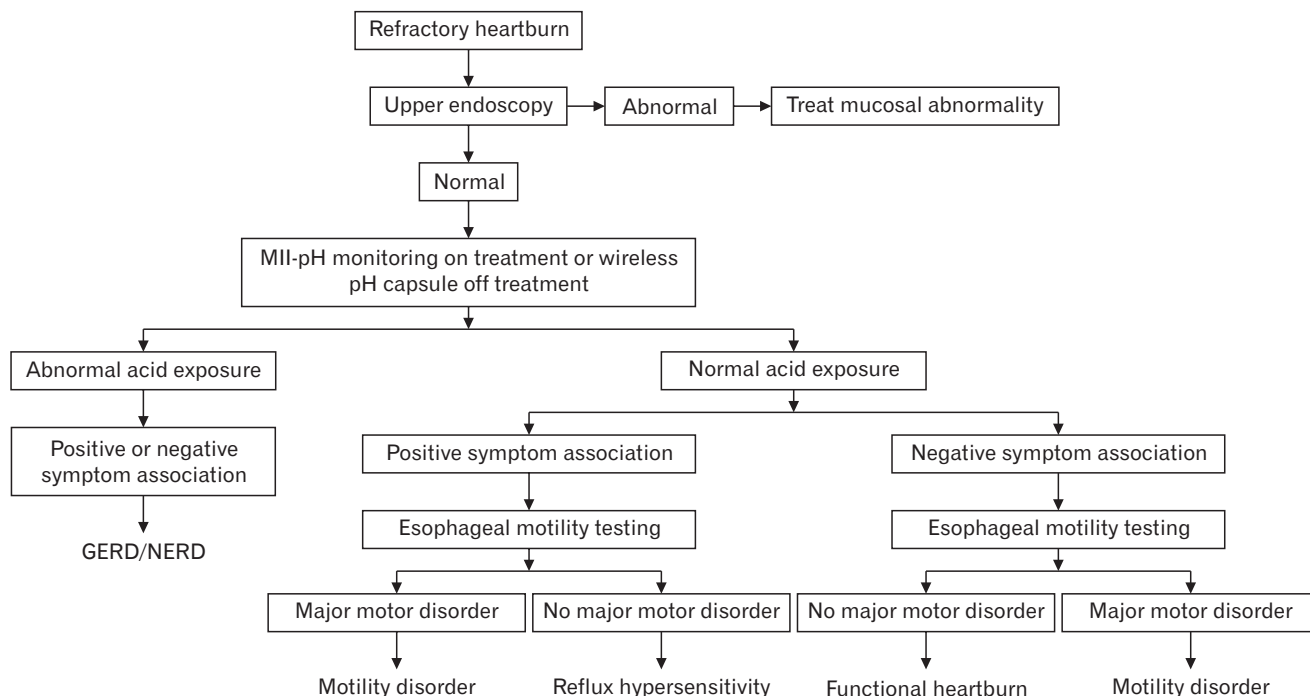 Refractory heartburn
Upper endoscopy
Abnormal
Treat mucosal abnormality
Normal
MII-pH monitoring on treatment or wireless
pH capsule off treatment
Abnormal acid exposure
Normal acid exposure
Positive or negative
symptom association
Positive symptom association
Negative symptom association
GERD/NERD
Esophageal motility testing
Esophageal motility testing
Major motor disorder
No major motor disorder
No major motor disorder
Major motor disorder
Motility disorder
Reflux hypersensitivity
Functional heartburn
Motility disorder